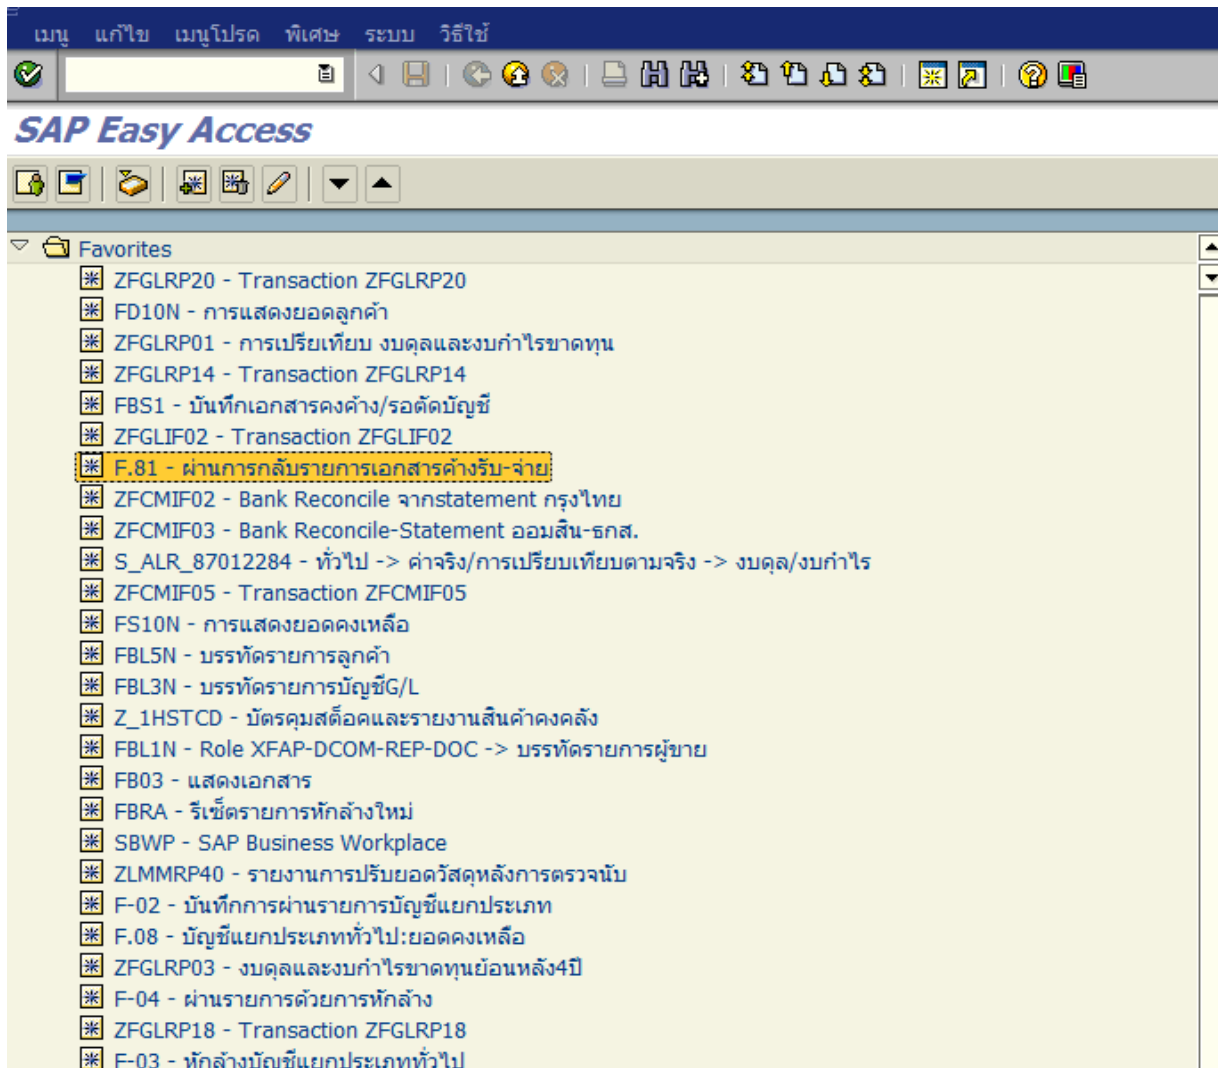 เมนู แก้ไข เมนูโปรด พิเศษ ระบบ วิธีใช้
SAP Easy Access
Favorites
ZFGLRP20 - Transaction ZFGLRP20
FD10N - การแสดงยอดลูกค้า
ZFGLRP01 - การเปรียเทียบ งบดุลและงบกำไรขาดทุน
ZFGLRP14 - Transaction ZFGLRP14
FBS1 - บันทึกเอกสารคงค้าง/รอตัดบัญชี
ZFGLIF02 - Transaction ZFGLIF02
F.81 - ผ่านการกลับรายการเอกสารค้างรับ-จ่าย
ZFCMIF02 - Bank Reconcile จากstatement กรุงไทย
ZFCMIF03 - Bank Reconcile-Statement ออมสิน-ธกส.
S_ALR_87012284 - ทั่วไป -> ค่าจริง/การเปรียบเทียบตามจริง -> งบดุล/งบกำไร
ZFCMIF05 - Transaction ZFCMIF05
FS10N - การแสดงยอดคงเหลือ
FBL5N - บรรทัดรายการลูกค้า
FBL3N - บรรทัดรายการบัญชีG/L
Z_1HSTCD - บัตรคุมสต็อคและรายงานสินค้าคงคลัง
FBL1N - Role XFAP-DCOM-REP-DOC -> บรรทัดรายการผู้ขาย
FB03 - แสดงเอกสาร
FBRA - รีเซ็ตรายการหักล้างใหม่
SBWP - SAP Business Workplace
ZLMMRP40 - รายงานการปรับยอดวัสดุหลังการตรวจนับ
F-02 - บันทึกการผ่านรายการบัญชีแยกประเภท
F.08 - บัญชีแยกประเภททั่วไป:ยอดคงเหลือ
ZFGLRP03 - งบดุลและงบกำไรขาดทุนย้อนหลัง4ปี
F-04 - ผ่านรายการด้วยการหักล้าง
ZFGLRP18 - Transaction ZFGLRP18
F-03 - หักล้างบัญชีแยกประเภททั่วไป